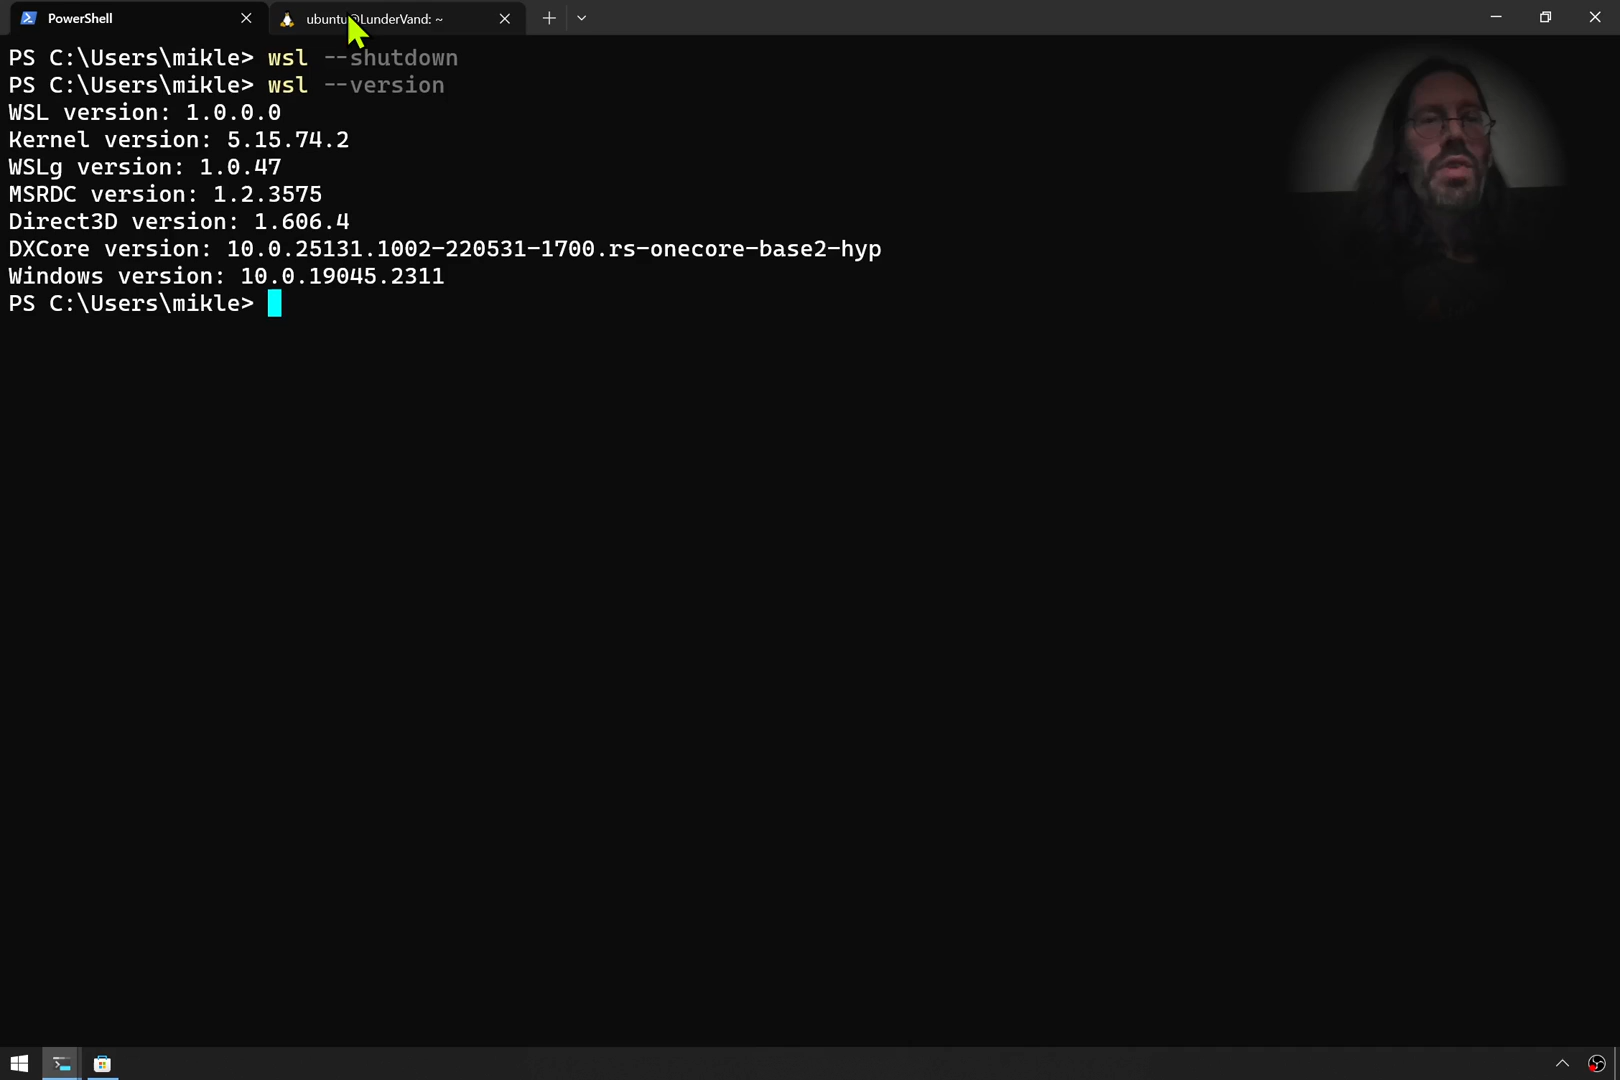 PowerShell
ubuntu@LunderVand: ~
PS C:\Users\mikle> wsl --shutdown
PS C:\Users\mikle> wsl --version
WSL version: 1.0.0.0
Kernel version: 5.15.74.2
WSLg version: 1.0.47
MSRDC version: 1.2.3575
Direct3D version: 1.606.4
DXCore version: 10.0.25131.1002-220531-1700.rs-onecore-base2-hyp
Windows version: 10.0.19045.2311
PS C:\Users\mikle>